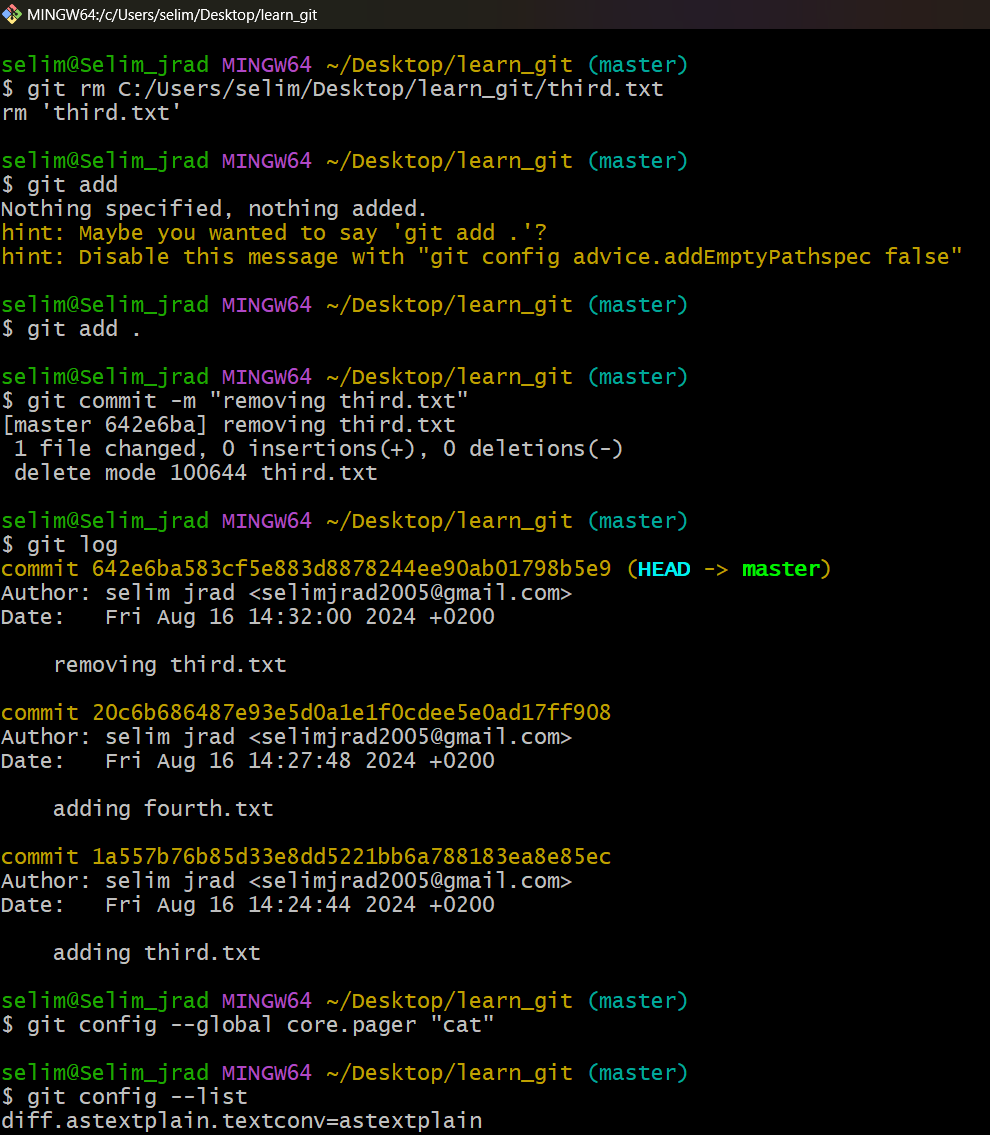 MINGW64:/c/Users/selim/Desktop/learn_git
selim@Selim_jrad MINGW64 ~/Desktop/learn_git (master)
$ git rm C:/Users/selim/Desktop/learn_git/third.txt
rm 'third.txt'
selim@Selim_jrad MINGW64 ~/Desktop/learn_git (master)
$ git add
Nothing specified, nothing added.
hint: Maybe you wanted to say 'git add .'?
hint: Disable this message with "git config advice.addEmptyPathspec false"
selim@Selim_jrad MINGW64 ~/Desktop/learn_git (master)
$ git add .
selim@Selim_jrad MINGW64 ~/Desktop/learn_git (master)
$ git commit -m "removing third.txt"
[master 642e6ba] removing third.txt
 1 file changed, 0 insertions(+), 0 deletions(-)
 delete mode 100644 third.txt
selim@Selim_jrad MINGW64 ~/Desktop/learn_git (master)
$ git log
commit 642e6ba583cf5e883d8878244ee90ab01798b5e9 (HEAD -> master)
Author: selim jrad <selimjrad2005@gmail.com>
Date:   Fri Aug 16 14:32:00 2024 +0200
    removing third.txt
commit 20c6b686487e93e5d0a1e1f0cdee5e0ad17ff908
Author: selim jrad <selimjrad2005@gmail.com>
Date:   Fri Aug 16 14:27:48 2024 +0200
    adding fourth.txt
commit 1a557b76b85d33e8dd5221bb6a788183ea8e85ec
Author: selim jrad <selimjrad2005@gmail.com>
Date:   Fri Aug 16 14:24:44 2024 +0200
    adding third.txt
selim@Selim_jrad MINGW64 ~/Desktop/learn_git (master)
$ git config --global core.pager "cat"
selim@Selim_jrad MINGW64 ~/Desktop/learn_git (master)
$ git config --list
diff.astextplain.textconv=astextplain